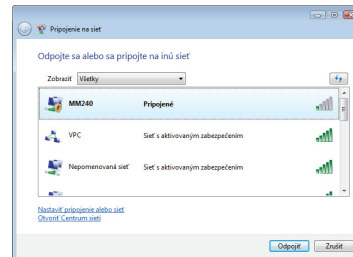 Pripojenie na sieť
Odpojte sa alebo sa pripojte na inú sieť
Zobraziť Všetky
MM240 Pripojené
VPC Sieť s aktivovaným zabezpečením
Nepomenovaná sieť Sieť s aktivovaným zabezpečením
Nastaviť pripojenie alebo sieť
Otvoriť Centrum sietí
Odpojiť Zrušiť